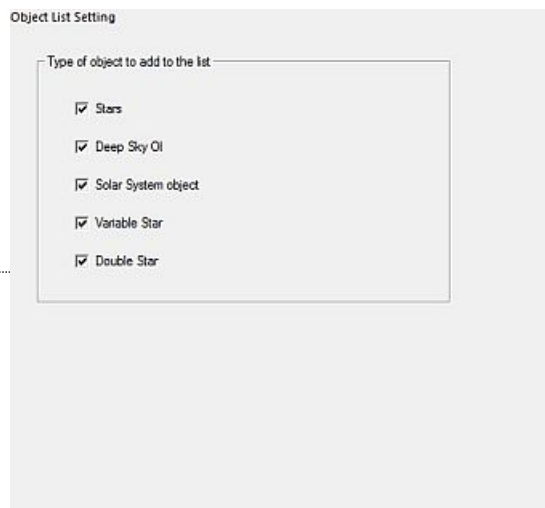 Object List Setting
Type of object to add to the list
Stars
Deep Sky Ol
Solar System object
Variable Star
Double Star